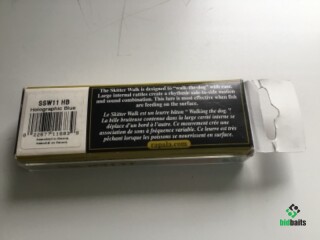 SSW11 HB
Holographic Blue
The Skitter Walk is designed to "walk-the-dog" with ease.
Large internal rattles create a rhythmic side to side motion
and sound combination. This lure is most effective when fish
are feeding on the surface.
Le Skitter Walk est un leurre bâton "Walking the dog"
La bille bruiteuse contenue dans la large carité interne se
déplace d'un bord à l'autre. Ce mouvement crée une
association de sons à fréquence variable. Ce leurre est très
pêchant lorsque les poissons se nourrissent en surface.
rapala.com
bidbaits